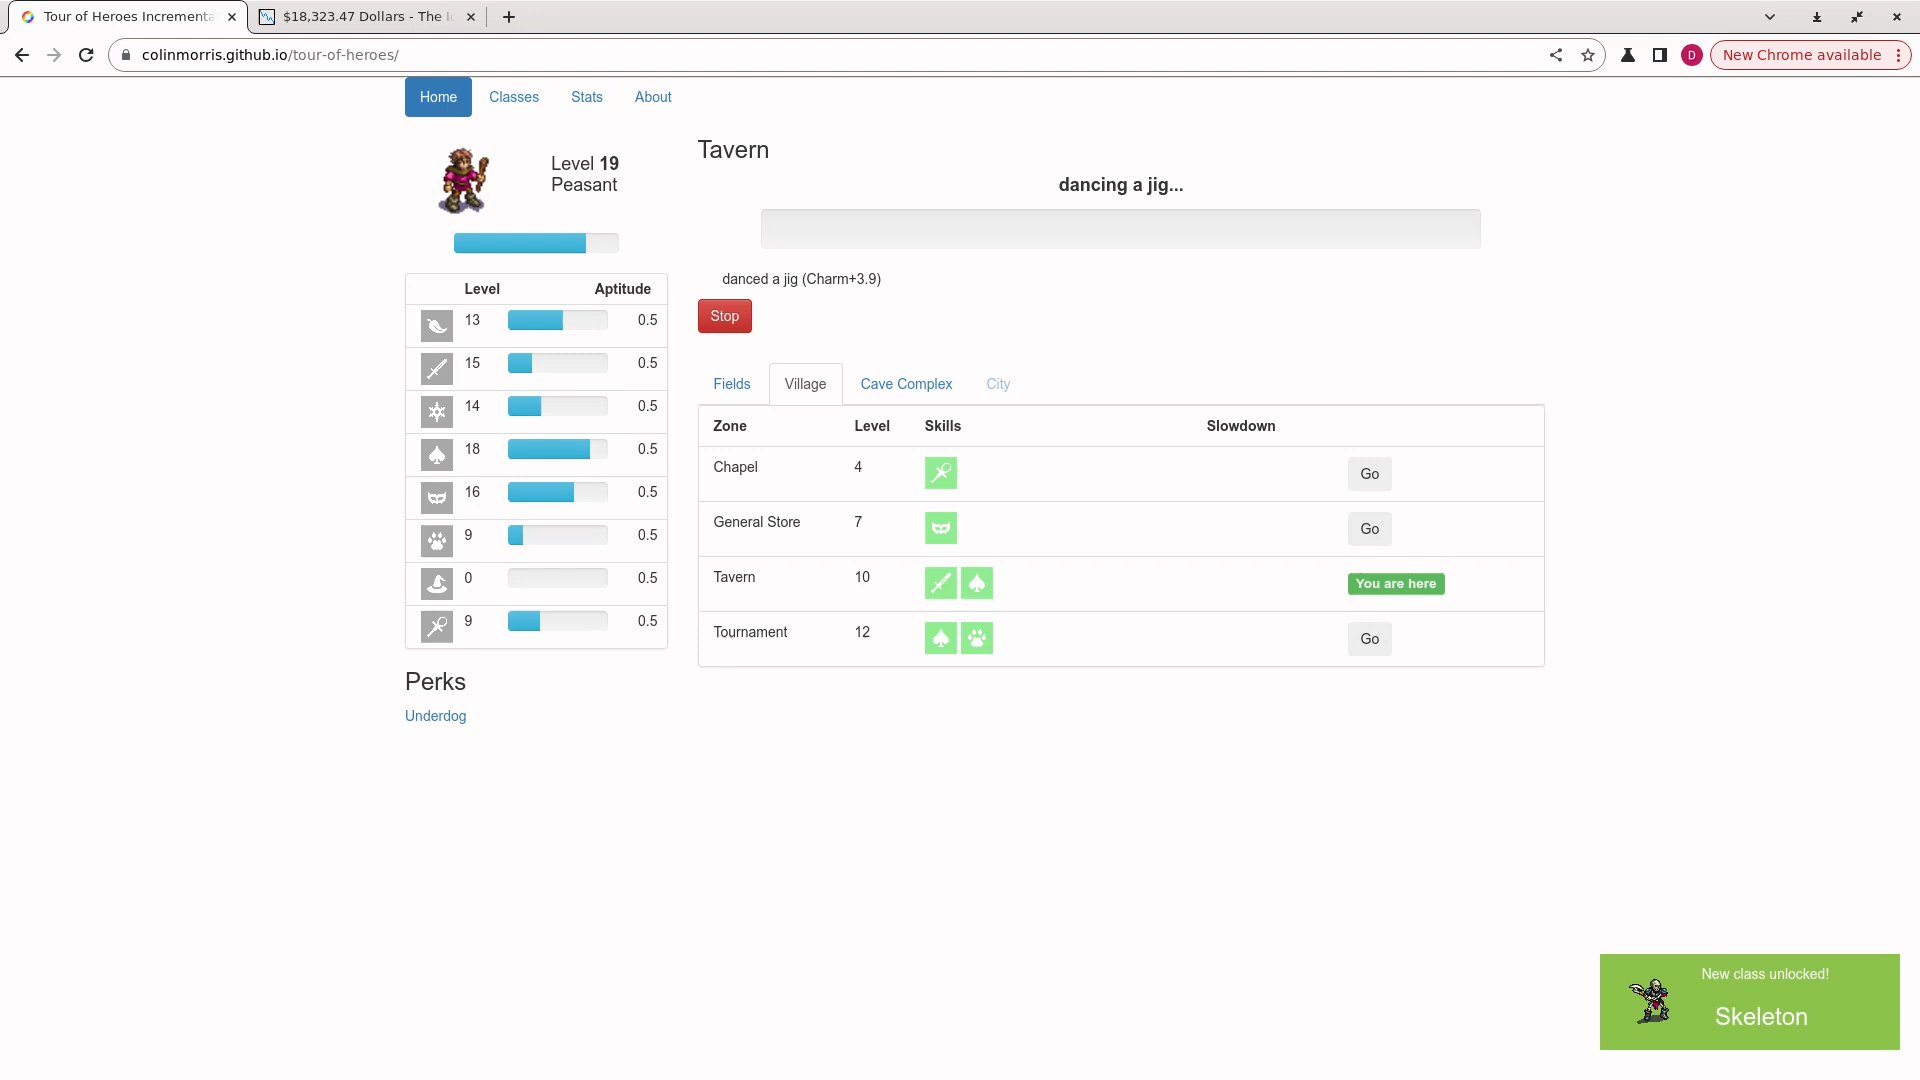 Tour of Heroes Incrementa
$18,323.47 Dollars - The I
colinmorris.github.io/tour-of-heroes/
D
New Chrome available
Home Classes Stats About
Level 19
Peasant
Level Aptitude
13 0.5
15 0.5
14 0.5
18 0.5
16 0.5
9 0.5
0 0.5
9 0.5
Perks
Underdog
Tavern
dancing a jig...
danced a jig (Charm+3.9)
Stop
Fields Village Cave Complex City
Zone Level Skills Slowdown
Chapel 4 Go
General Store 7 Go
Tavern 10 You are here
Tournament 12 Go
New class unlocked!
Skeleton